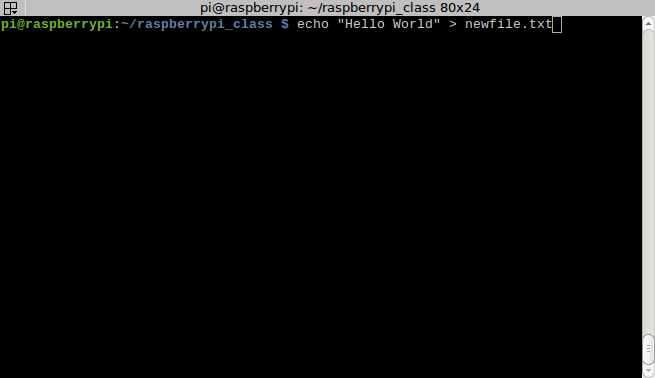 pi@raspberrypi: ~/raspberrypi_class 80x24
pi@raspberrypi:~/raspberrypi_class $ echo "Hello World" > newfile.txt